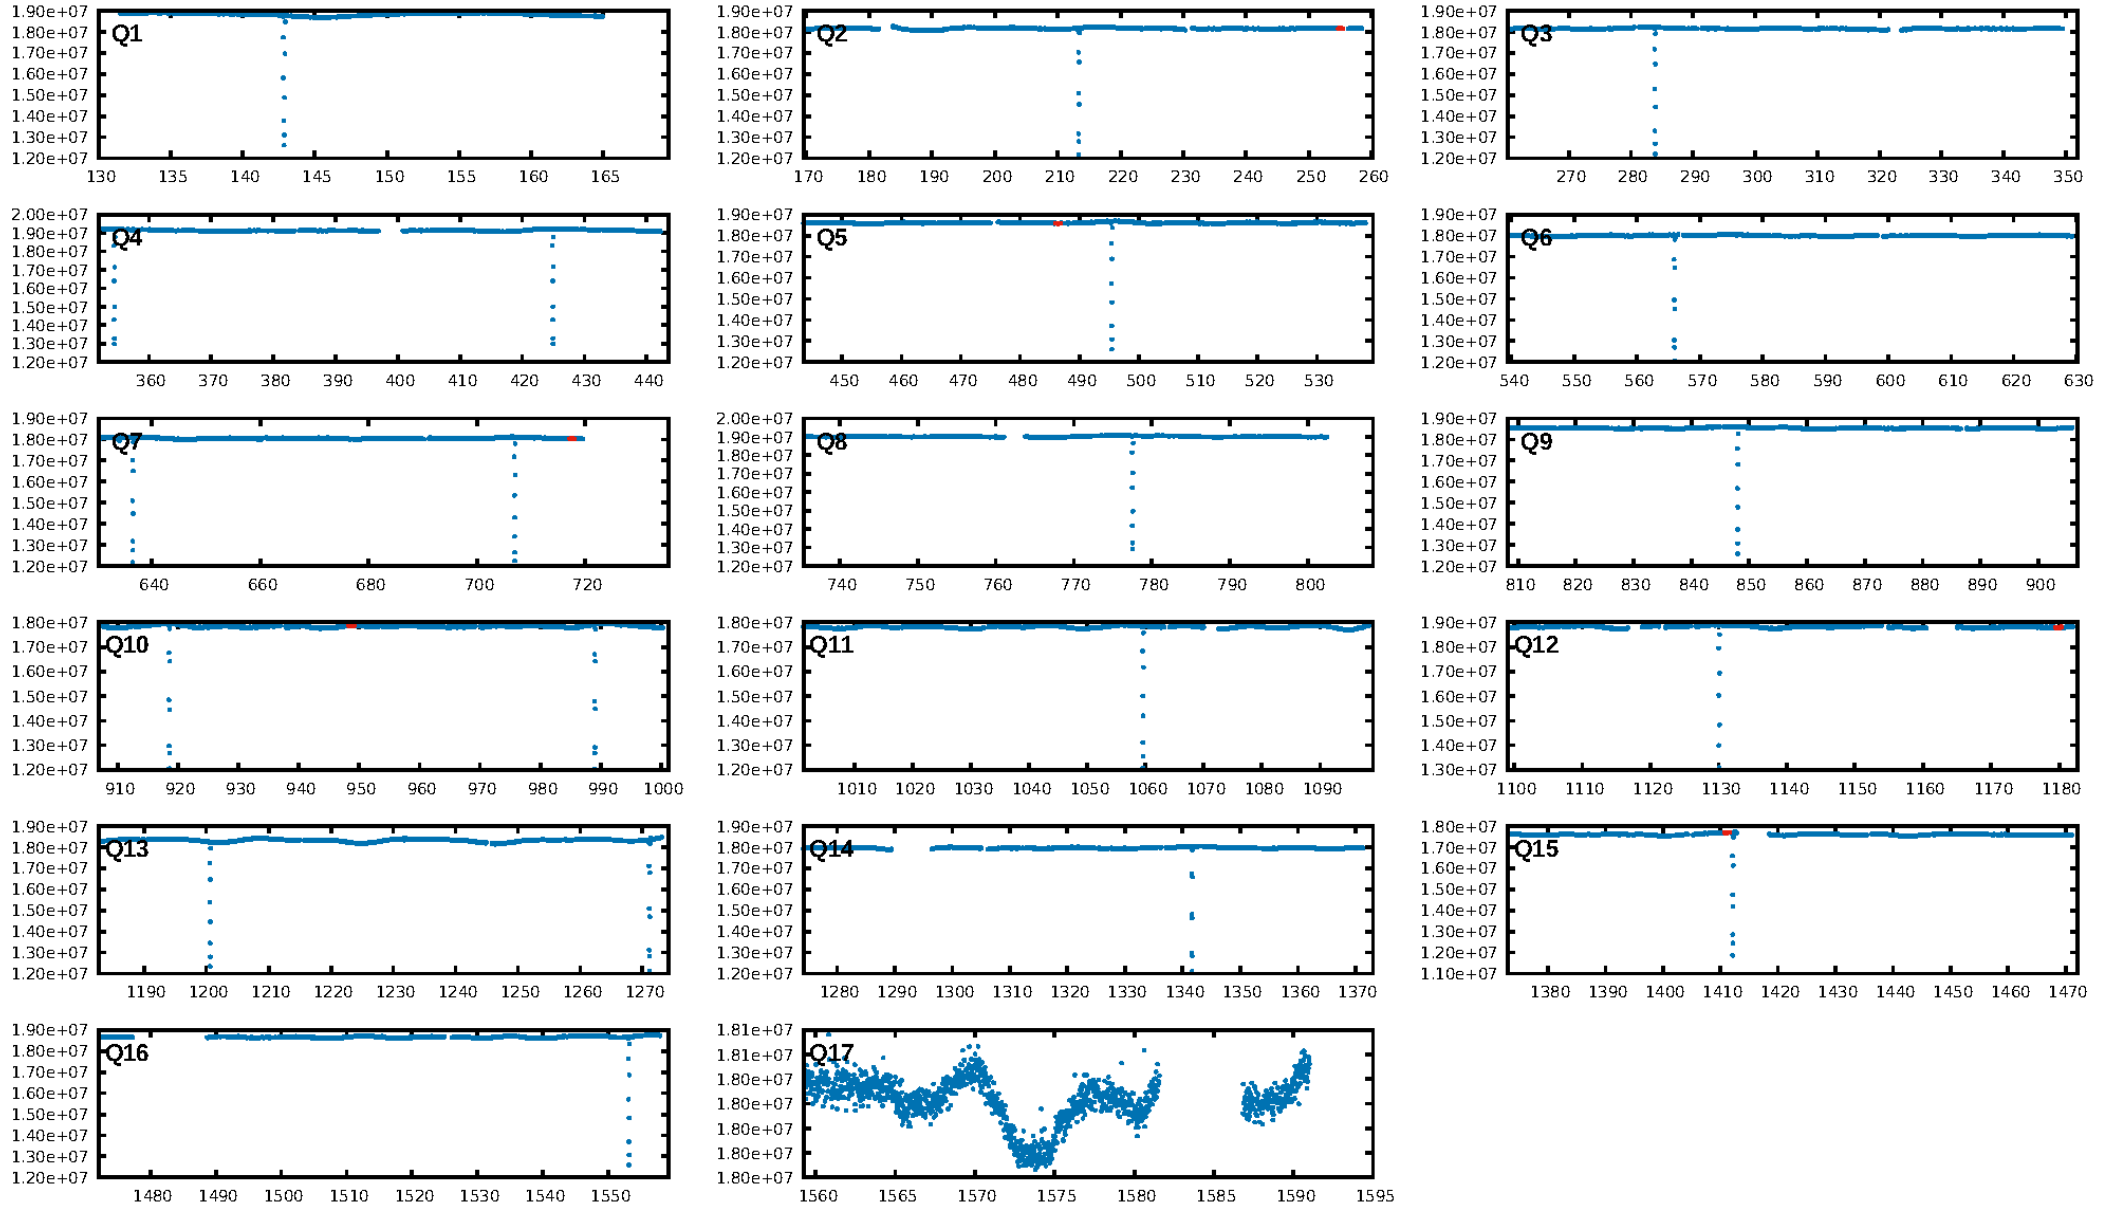 1.90e+07 1.80e+07 1.70e+07 1.60e+07 1.50e+07 1.40e+07 1.30e+07 1.20e+07
Q1
130 135 140 145 150 155 160 165
1.90e+07 1.80e+07 1.70e+07 1.60e+07 1.50e+07 1.40e+07 1.30e+07 1.20e+07
Q2
170 180 190 200 210 220 230 240 250 260
1.90e+07 1.80e+07 1.70e+07 1.60e+07 1.50e+07 1.40e+07 1.30e+07 1.20e+07
Q3
270 280 290 300 310 320 330 340 350
2.00e+07 1.90e+07 1.80e+07 1.70e+07 1.60e+07 1.50e+07 1.40e+07 1.30e+07 1.20e+07
Q4
360 370 380 390 400 410 420 430 440
1.90e+07 1.80e+07 1.70e+07 1.60e+07 1.50e+07 1.40e+07 1.30e+07 1.20e+07
Q5
450 460 470 480 490 500 510 520 530
1.90e+07 1.80e+07 1.70e+07 1.60e+07 1.50e+07 1.40e+07 1.30e+07 1.20e+07
Q6
540 550 560 570 580 590 600 610 620 630
1.90e+07 1.80e+07 1.70e+07 1.60e+07 1.50e+07 1.40e+07 1.30e+07 1.20e+07
Q7
640 660 680 700 720
2.00e+07 1.90e+07 1.80e+07 1.70e+07 1.60e+07 1.50e+07 1.40e+07 1.30e+07 1.20e+07
Q8
740 750 760 770 780 790 800
1.90e+07 1.80e+07 1.70e+07 1.60e+07 1.50e+07 1.40e+07 1.30e+07 1.20e+07
Q9
810 820 830 840 850 860 870 880 890 900
1.80e+07 1.70e+07 1.60e+07 1.50e+07 1.40e+07 1.30e+07 1.20e+07
Q10
910 920 930 940 950 960 970 980 990 1000
1.80e+07 1.70e+07 1.60e+07 1.50e+07 1.40e+07 1.30e+07 1.20e+07
Q11
1010 1020 1030 1040 1050 1060 1070 1080 1090
1.90e+07 1.80e+07 1.70e+07 1.60e+07 1.50e+07 1.40e+07 1.30e+07
Q12
1100 1110 1120 1130 1140 1150 1160 1170 1180
1.90e+07 1.80e+07 1.70e+07 1.60e+07 1.50e+07 1.40e+07 1.30e+07 1.20e+07
Q13
1190 1200 1210 1220 1230 1240 1250 1260 1270
1.90e+07 1.80e+07 1.70e+07 1.60e+07 1.50e+07 1.40e+07 1.30e+07 1.20e+07
Q14
1280 1290 1300 1310 1320 1330 1340 1350 1360 1370
1.80e+07 1.70e+07 1.60e+07 1.50e+07 1.40e+07 1.30e+07 1.20e+07 1.10e+07
Q15
1380 1390 1400 1410 1420 1430 1440 1450 1460 1470
1.90e+07 1.80e+07 1.70e+07 1.60e+07 1.50e+07 1.40e+07 1.30e+07 1.20e+07
Q16
1480 1490 1500 1510 1520 1530 1540 1550
1.81e+07 1.81e+07 1.80e+07 1.80e+07 1.80e+07 1.80e+07 1.80e+07
Q17
1560 1565 1570 1575 1580 1585 1590 1595